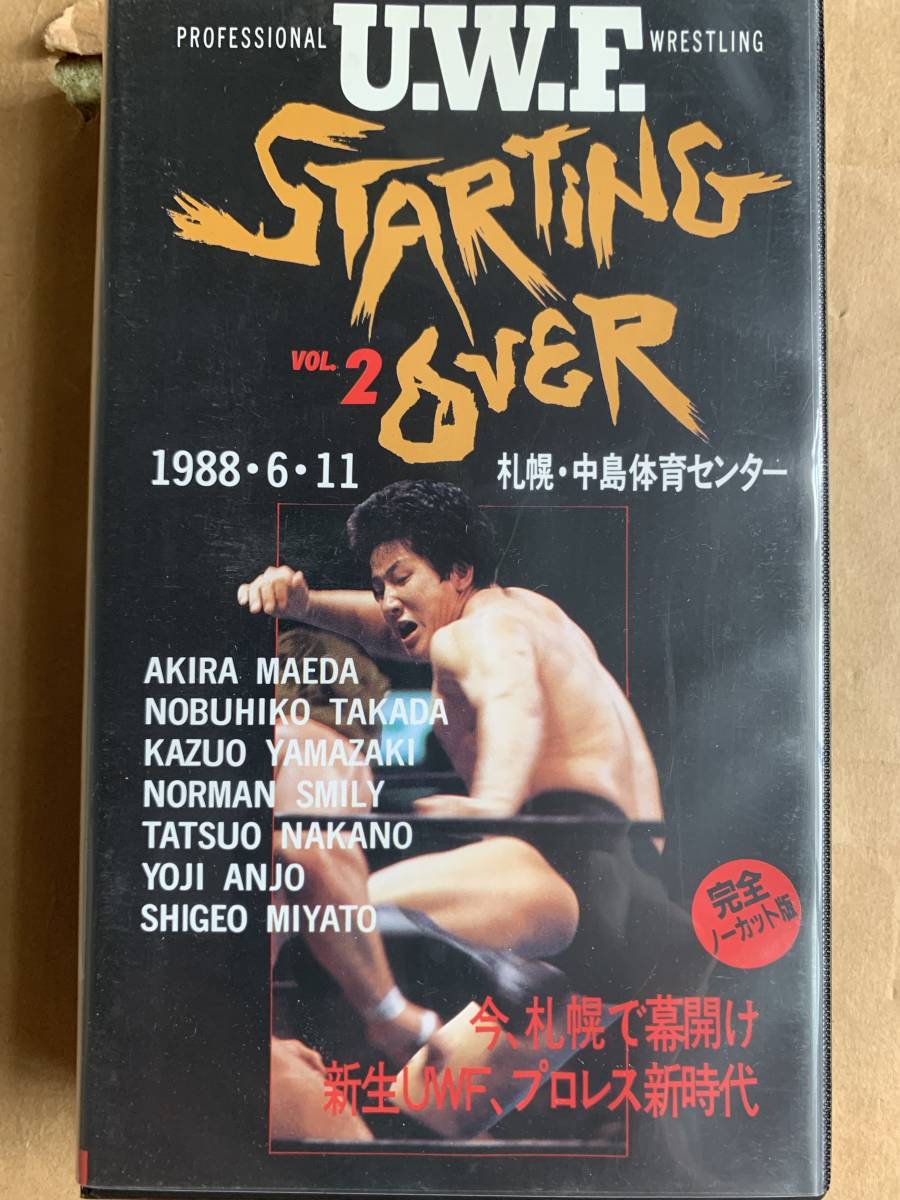 PROFESSIONAL U.W.F. WRESTLING
STARTING
VOL. 2 OVER
1988・6・11 札幌・中島体育センター
AKIRA MAEDA
NOBUHIKO TAKADA
KAZUO YAMAZAKI
NORMAN SMILY
TATSUO NAKANO
YOJI ANJO
SHIGEO MIYATO
完全
ノーカット版
今、札幌で幕開け
新生UWF、プロレス新時代